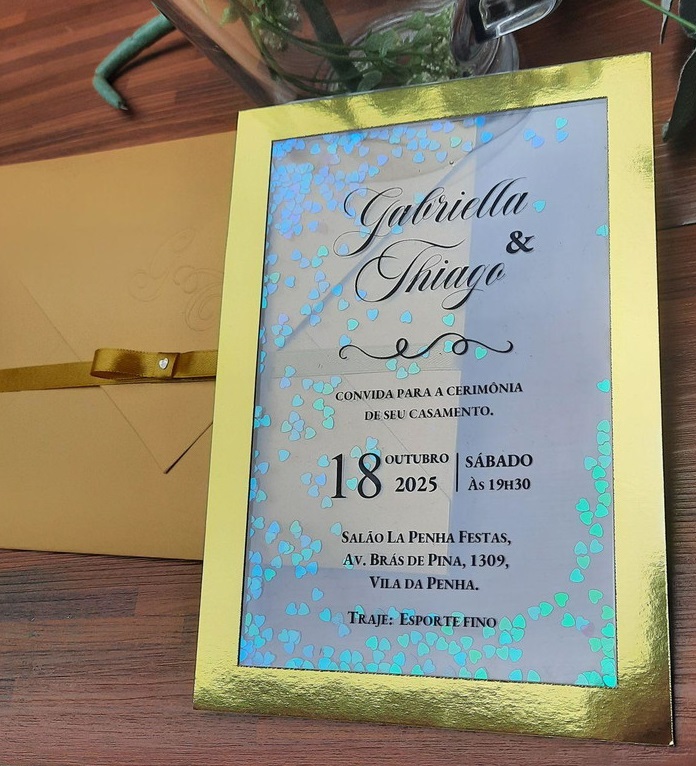 Gabriella
&
Thiago
CONVIDA PARA A CERIMÔNIA
DE SEU CASAMENTO.
18 OUTUBRO 2025 | SÁBADO ÀS 19H30
SALÃO LA PENHA FESTAS,
AV. BRÁS DE PINA, 1309,
VILA DA PENHA.
TRAJE: ESPORTE FINO